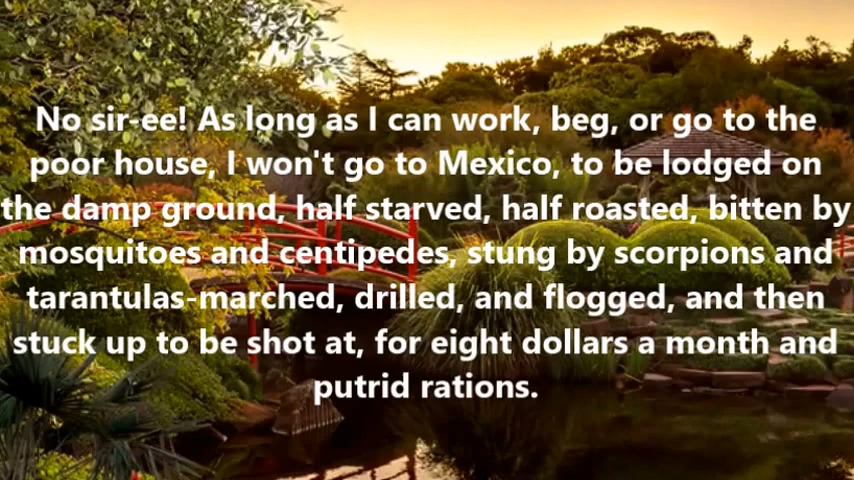 No sir-ee! As long as I can work, beg, or go to the
poor house, I won't go to Mexico, to be lodged on
the damp ground, half starved, half roasted, bitten by
mosquitoes and centipedes, stung by scorpions and
tarantulas-marched, drilled, and flogged, and then
stuck up to be shot at, for eight dollars a month and
putrid rations.